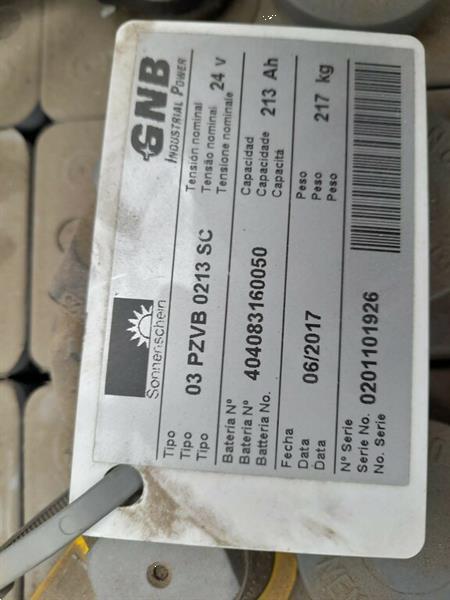 Sonnenschein
GNB
INDUSTRIAL POWER
Tipo
Tipo
Tipo
03 PZVB 0213 SC
Tensión nominal
Tensão nominal
Tensione nominale
24 V
Bateria Nº
Bateria Nº
Batteria No.
404083160050
Capacidad
Capacidade
Capacitá
213 Ah
Fecha
Data
Data
06/2017
Peso
Peso
Peso
217 kg
Nº Serie
Serie No.
No. Serie
0201101926